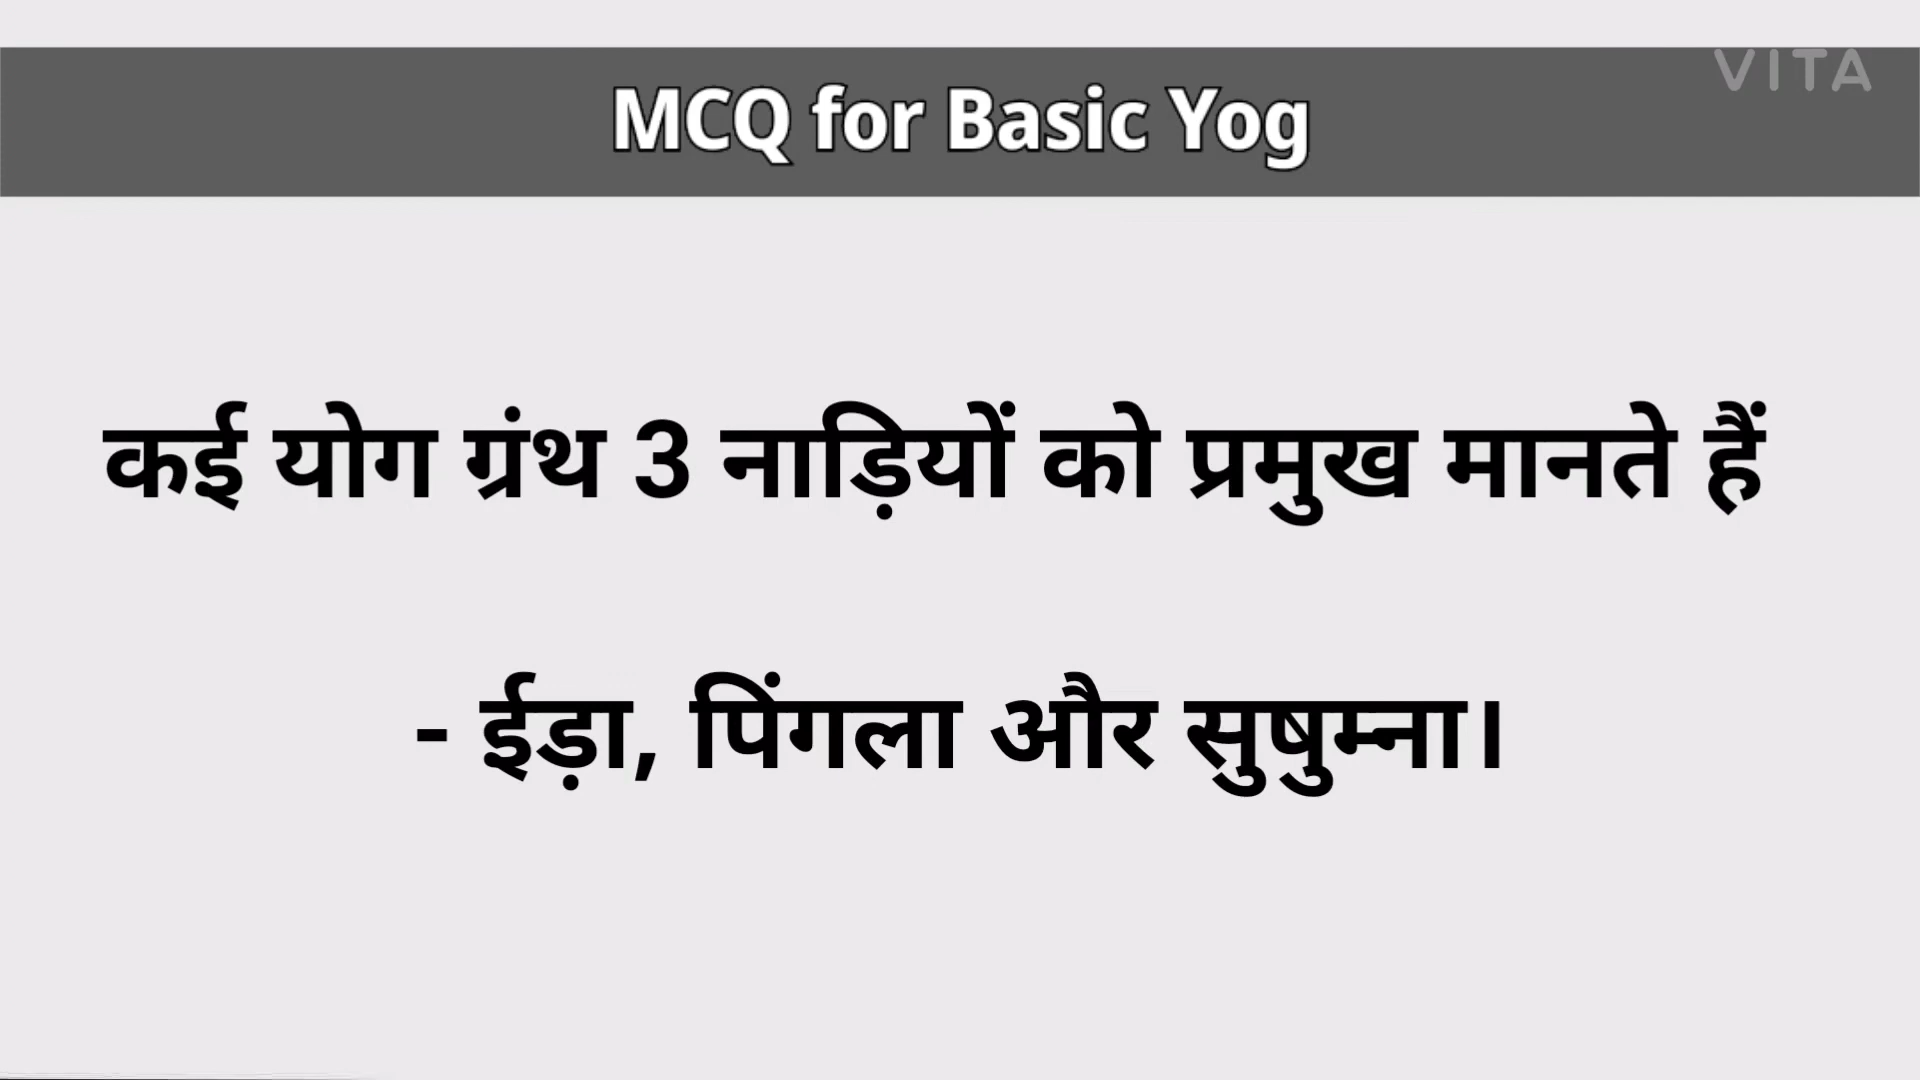 VITA
MCQ for Basic Yog
कई योग ग्रंथ 3 नाड़ियों को प्रमुख मानते हैं
- ईड़ा, पिंगला और सुषुम्ना।